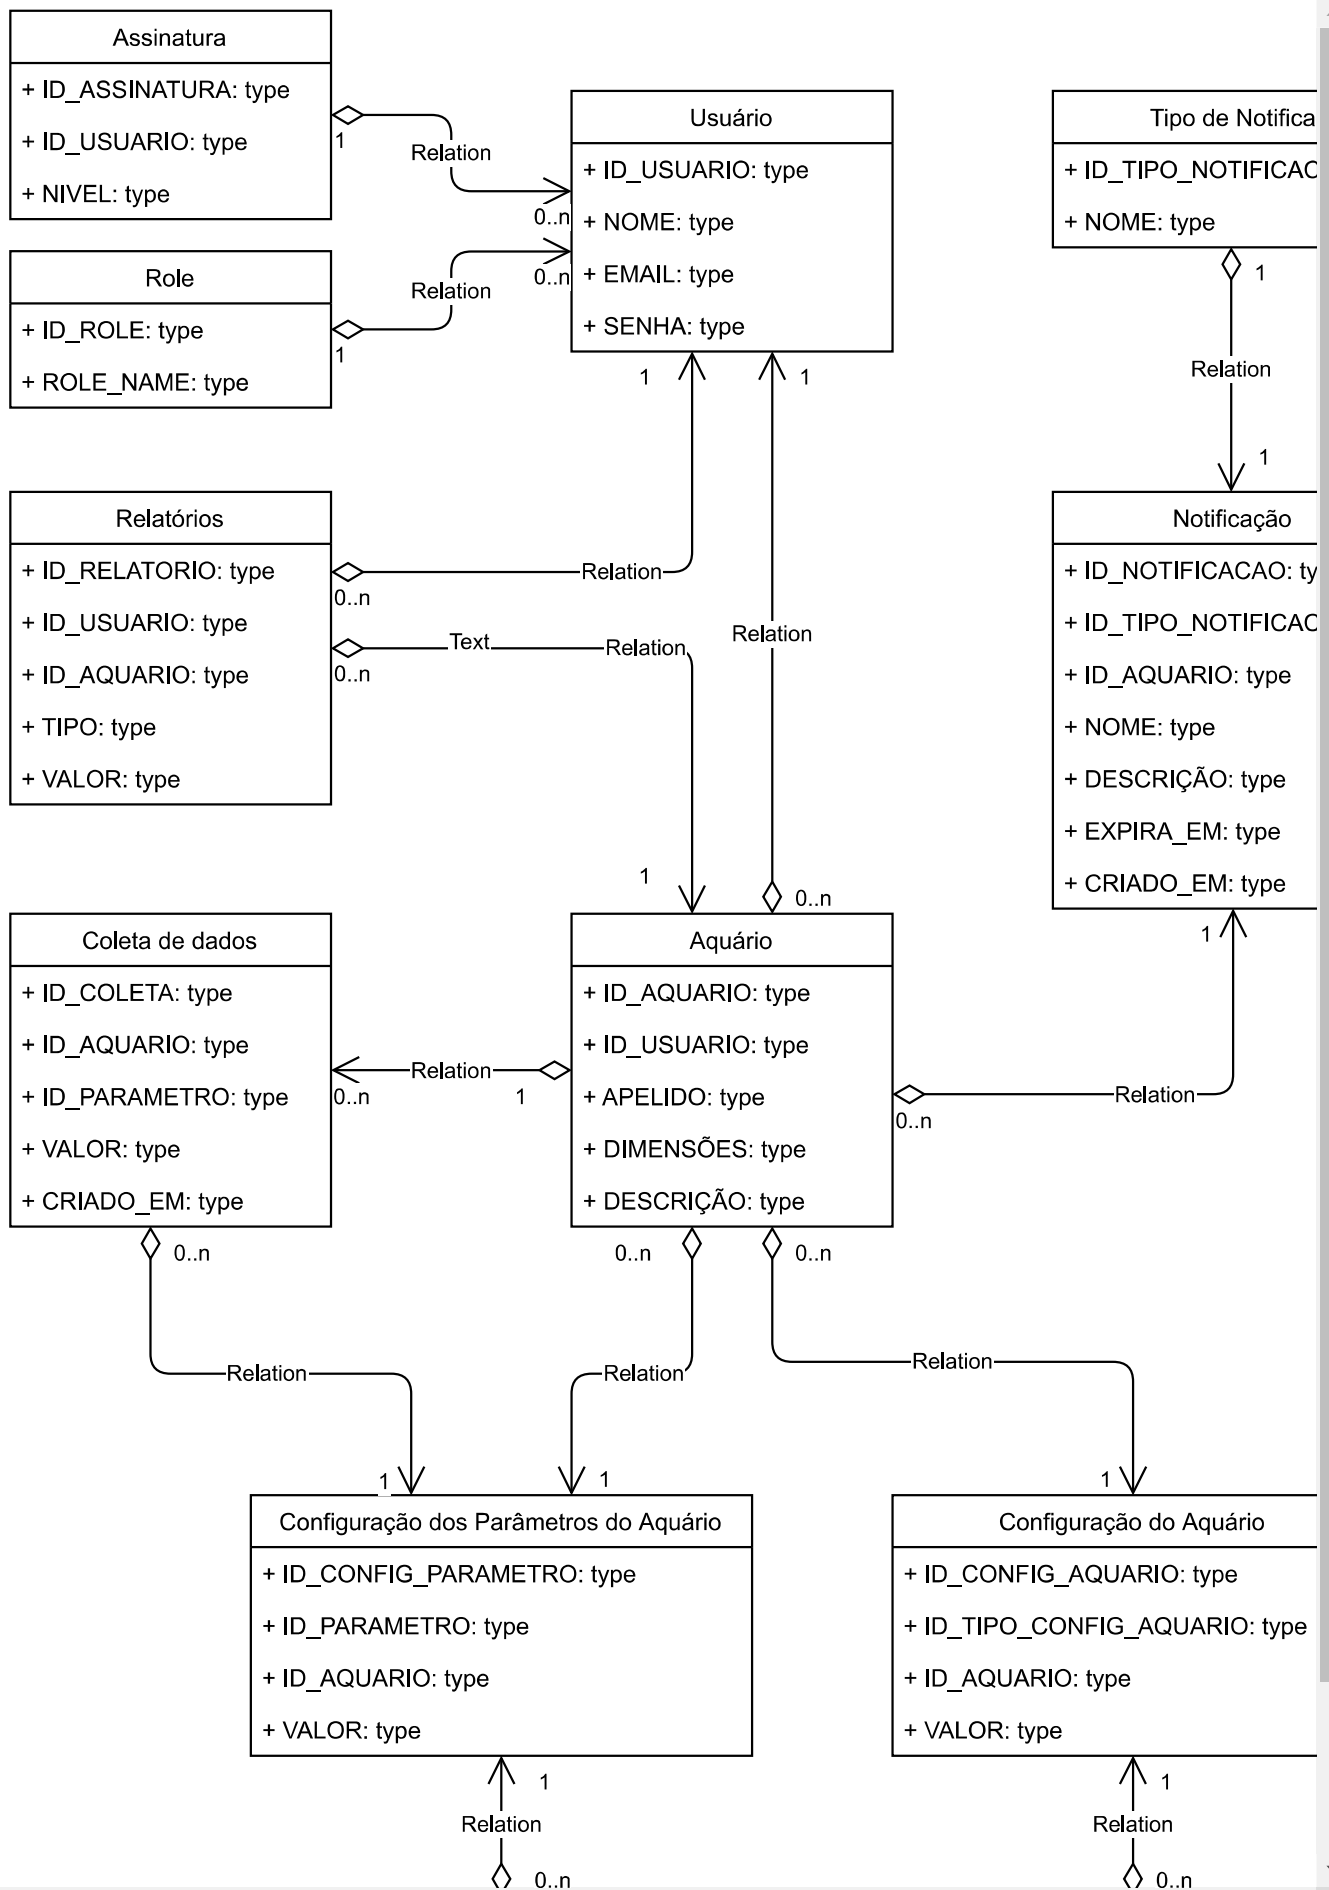 Assinatura
+ ID_ASSINATURA: type
+ ID_USUARIO: type
+ NIVEL: type
1
Relation
0..n
Usuário
+ ID_USUARIO: type
+ NOME: type
+ EMAIL: type
+ SENHA: type
Tipo de Notifica
+ ID_TIPO_NOTIFICAC
+ NOME: type
1
Relation
1
Role
+ ID_ROLE: type
+ ROLE_NAME: type
1
Relation
0..n
1
1
Relatórios
+ ID_RELATORIO: type
+ ID_USUARIO: type
+ ID_AQUARIO: type
+ TIPO: type
+ VALOR: type
0..n
Relation
0..n
Text
Relation
Relation
1
0..n
Notificação
+ ID_NOTIFICACAO: ty
+ ID_TIPO_NOTIFICAC
+ ID_AQUARIO: type
+ NOME: type
+ DESCRIÇÃO: type
+ EXPIRA_EM: type
+ CRIADO_EM: type
1
Coleta de dados
+ ID_COLETA: type
+ ID_AQUARIO: type
+ ID_PARAMETRO: type
+ VALOR: type
+ CRIADO_EM: type
0..n
Relation
1
Aquário
+ ID_AQUARIO: type
+ ID_USUARIO: type
+ APELIDO: type
+ DIMENSÕES: type
+ DESCRIÇÃO: type
0..n
Relation
0..n
0..n
0..n
Relation
Relation
Relation
1
1
1
Configuração dos Parâmetros do Aquário
+ ID_CONFIG_PARAMETRO: type
+ ID_PARAMETRO: type
+ ID_AQUARIO: type
+ VALOR: type
1
Relation
0..n
Configuração do Aquário
+ ID_CONFIG_AQUARIO: type
+ ID_TIPO_CONFIG_AQUARIO: type
+ ID_AQUARIO: type
+ VALOR: type
1
Relation
0..n